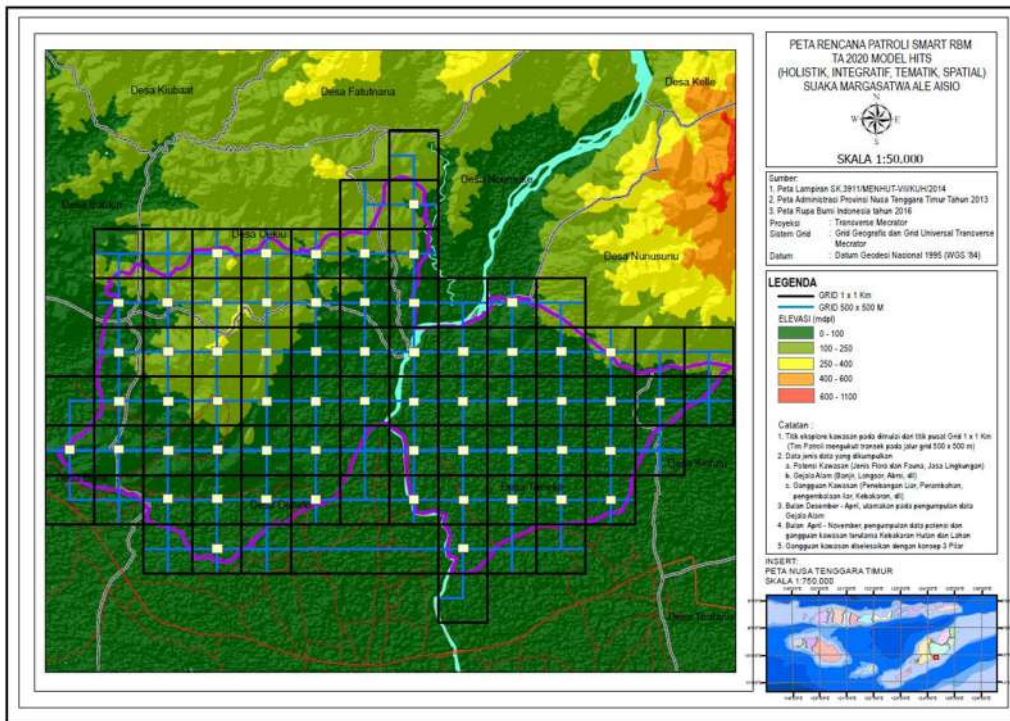 PETA RENCANA PATROLI SMART RBM
TA 2020 MODEL HITS
(HOLISTIK, INTEGRATIF, TEMATIK, SPATIAL)
SUAKA MARGASATWA ALE AISIO
N
W E
S
SKALA 1:50,000
Sumber:
1. Peta Lampiran SK.3911/MENHUT-VII/KUH/2014
2. Peta Administrasi Provinsi Nusa Tenggara Timur Tahun 2013
3. Peta Rupa Bumi Indonesia tahun 2016
Proyeksi : Transverse Mecrator
Sistem Grid : Grid Geografis dan Grid Universal Transverse
Mecrator
Datum : Datum Geodesi Nasional 1995 (WGS '84)
LEGENDA
GRID 1 x 1 Km
GRID 500 x 500 M
ELEVASI (mdpl)
0 - 100
100 - 250
250 - 400
400 - 600
600 - 1100
Catatan :
1. Titik eksplore kawasan pada dimulai dari titik pusat Grid 1 x 1 Km
(Tim Patroli mengikuti transek pada jalur grid 500 x 500 m)
2. Data jenis data yang dikumpulkan
a. Potensi Kawasan (Jenis Flora dan Fauna, Jasa Lingkungan)
b. Gejala Alam (Banjir, Longsor, Abrsi, dll)
c. Gangguan Kawasan (Penebangan Liar, Perambahan,
pengembalaan liar, Kebakaran, dll)
3. Bulan Desember - April, utamakan pada pengumpulan data
Gejala Alam
4. Bulan April - November, pengumpulan data potensi dan
gangguan kawasan terutama Kebakaran Hutan dan Lahan
5. Gangguan kawasan diselesaikan dengan konsep 3 Pilar
INSERT:
PETA NUSA TENGGARA TIMUR
SKALA 1:750.000
Desa Kiubaat
Desa Fatutnana
Desa Kelle
Desa Oekiu
Desa Nunusunu